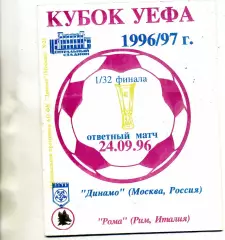 КУБОК УЕФА
1996/97 г.
1/32 финала
ответный матч
24.09.96
"Динамо" (Москва, Россия)
"Рома" (Рим, Италия)